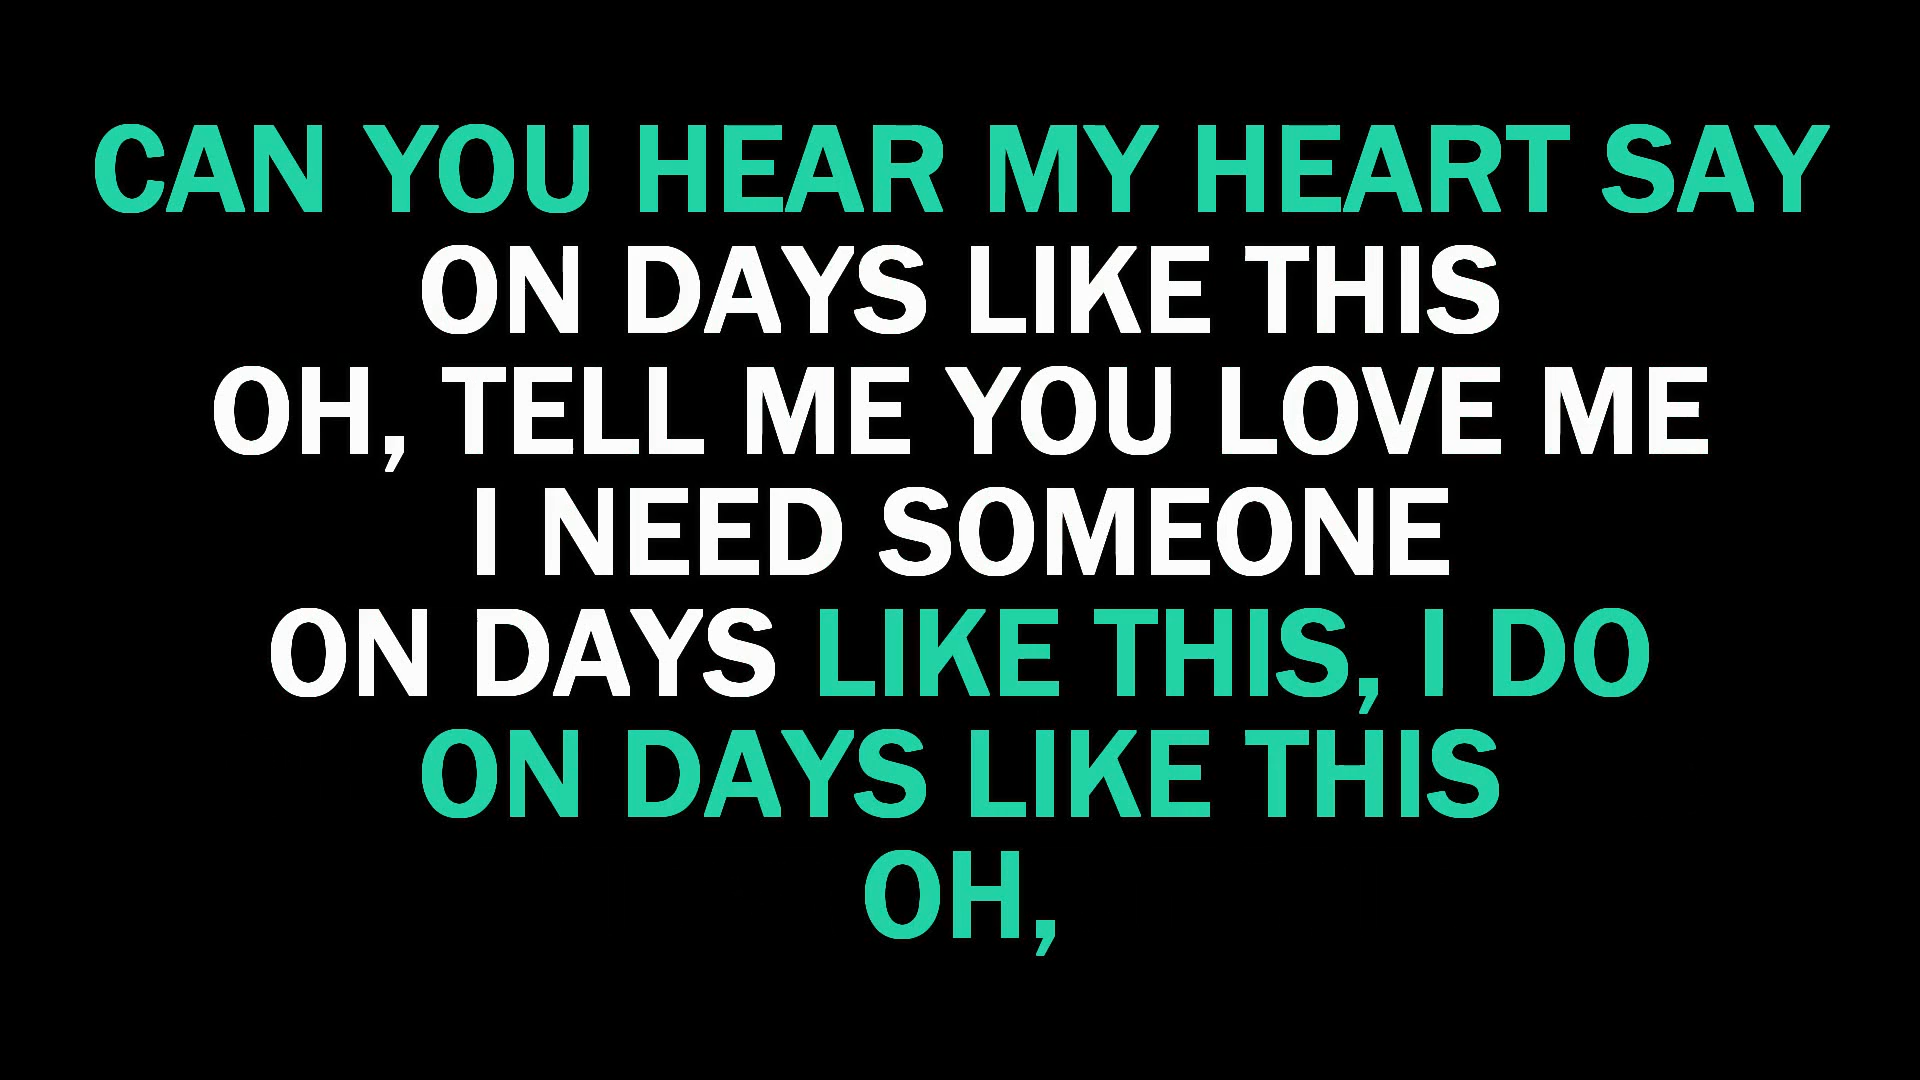 CAN YOU HEAR MY HEART SAY
ON DAYS LIKE THIS
OH, TELL ME YOU LOVE ME
I NEED SOMEONE
ON DAYS LIKE THIS, I DO
ON DAYS LIKE THIS
OH,